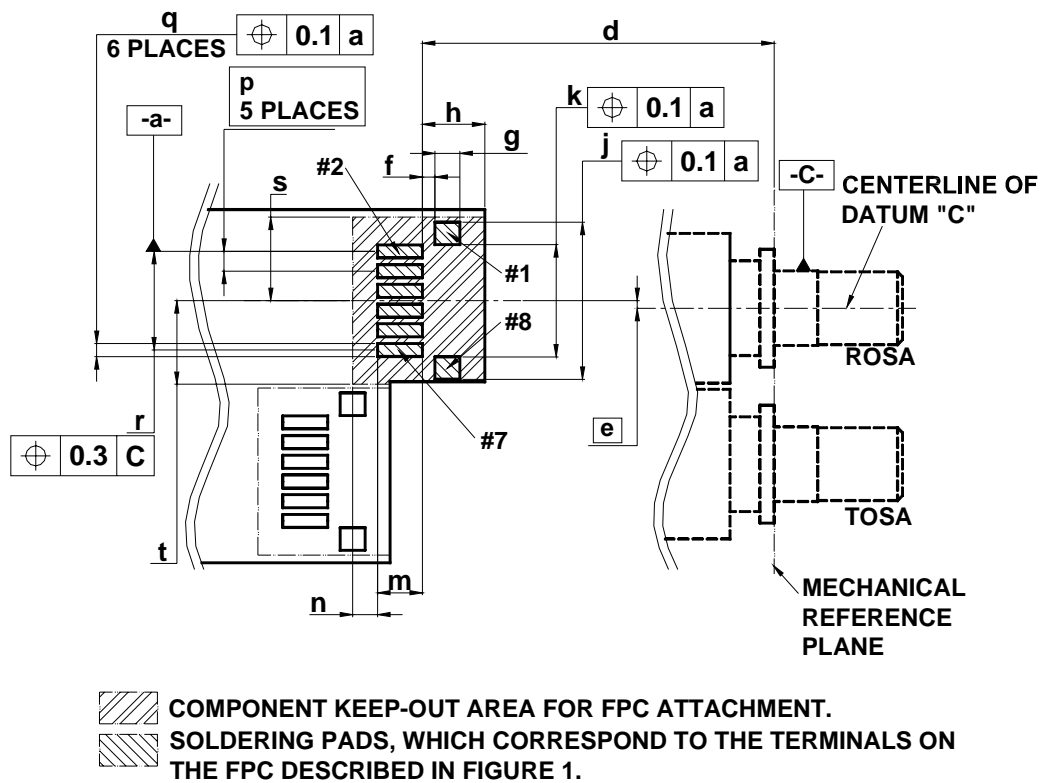 q
6 PLACES
⌖ 0.1 a
d
p
5 PLACES
-a-
h
k
⌖ 0.1 a
g
j
⌖ 0.1 a
f
#2
s
-C-
CENTERLINE OF
DATUM "C"
#1
#8
ROSA
e
r
#7
⌖ 0.3 C
TOSA
t
m
n
MECHANICAL
REFERENCE
PLANE
COMPONENT KEEP-OUT AREA FOR FPC ATTACHMENT.
SOLDERING PADS, WHICH CORRESPOND TO THE TERMINALS ON
THE FPC DESCRIBED IN FIGURE 1.